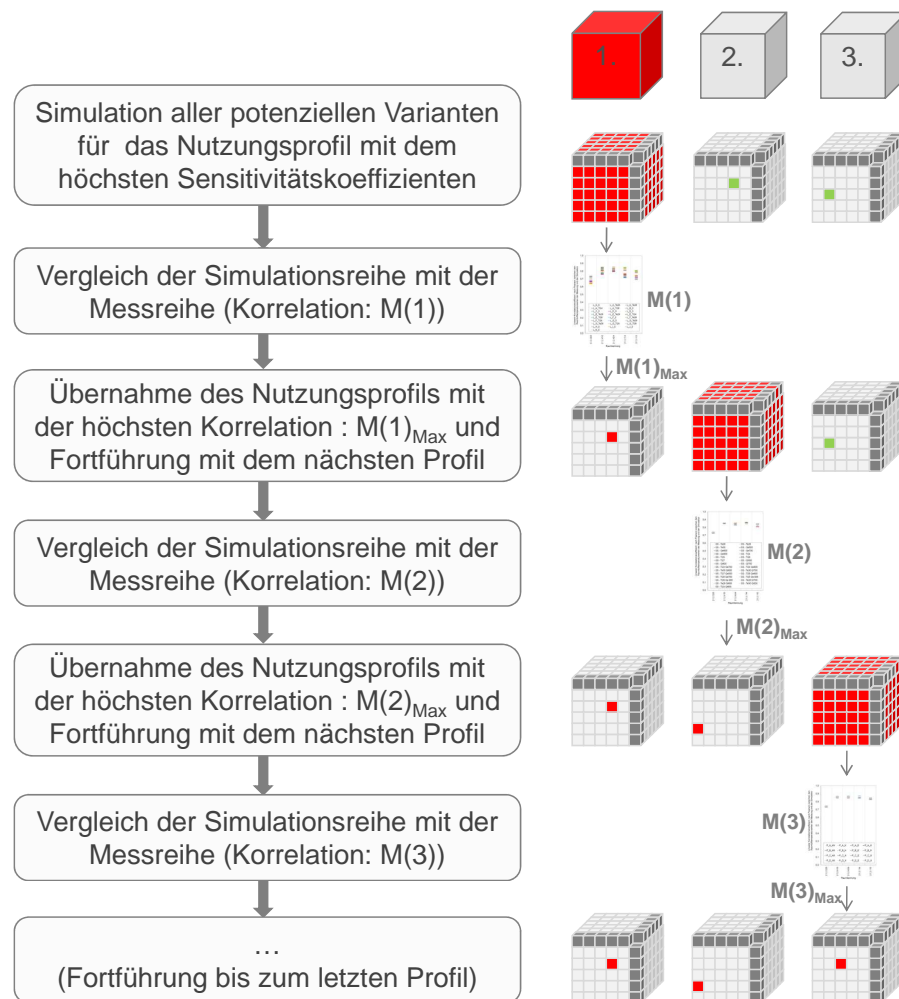 1.
2.
3.
Simulation aller potenziellen Varianten
für das Nutzungsprofil mit dem
höchsten Sensitivitätskoeffizienten
Vergleich der Simulationsreihe mit der
Messreihe (Korrelation: M(1))
M(1)
M(1)Max
Übernahme des Nutzungsprofils mit
der höchsten Korrelation : M(1)Max und
Fortführung mit dem nächsten Profil
Vergleich der Simulationsreihe mit der
Messreihe (Korrelation: M(2))
M(2)
M(2)Max
Übernahme des Nutzungsprofils mit
der höchsten Korrelation : M(2)Max und
Fortführung mit dem nächsten Profil
Vergleich der Simulationsreihe mit der
Messreihe (Korrelation: M(3))
M(3)
M(3)Max
…
(Fortführung bis zum letzten Profil)